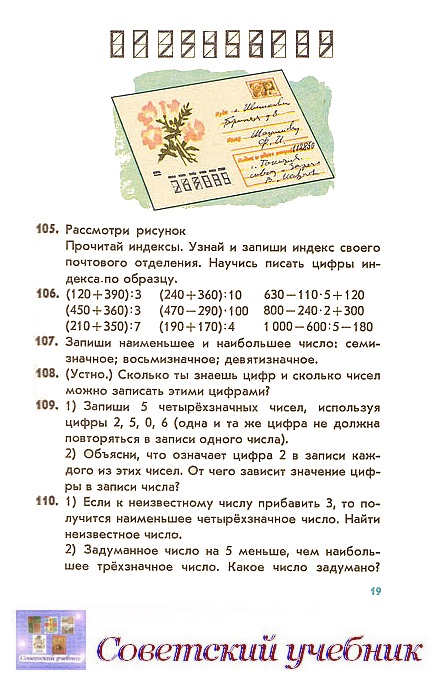 0123456789
Куда
Кому
112850
105. Рассмотри рисунок
Прочитай индексы. Узнай и запиши индекс своего
почтового отделения. Научись писать цифры ин-
декса по образцу.
106. (120+390):3 (240+360):10 630−110·5+120
(450+360):3 (470−290)·100 800−240·2+300
(210+350):7 (190+170):4 1 000−600:5−180
107. Запиши наименьшее и наибольшее число: семи-
значное; восьмизначное; девятизначное.
108. (Устно.) Сколько ты знаешь цифр и сколько чисел
можно записать этими цифрами?
109. 1) Запиши 5 четырёхзначных чисел, используя
цифры 2, 5, 0, 6 (одна и та же цифра не должна
повторяться в записи одного числа).
2) Объясни, что означает цифра 2 в записи каж-
дого из этих чисел. От чего зависит значение циф-
ры в записи числа?
110. 1) Если к неизвестному числу прибавить 3, то по-
лучится наименьшее четырёхзначное число. Найти
неизвестное число.
2) Задуманное число на 5 меньше, чем наиболь-
шее трёхзначное число. Какое число задумано?
19
Советский учебник
Советский учебник